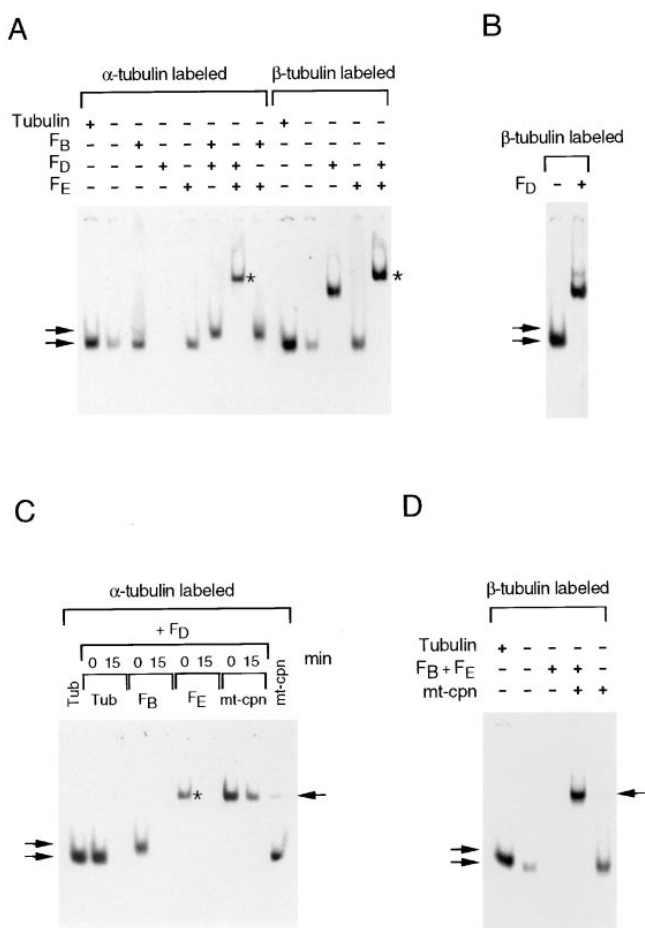 A
α-tubulin labeled β-tubulin labeled
Tubulin + - - - - - - - + - - - -
FB - - + - - + - + - - - - -
FD - - - + - + + - - - + - +
FE - - - - + - + + - - - + +
* *
B
β-tubulin labeled
FD - +
C
α-tubulin labeled
+ FD
0 15 0 15 0 15 0 15 min
Tub Tub FB FE mt-cpn mt-cpn
*
D
β-tubulin labeled
Tubulin + - - - -
FB + FE - - + + -
mt-cpn - - - + +